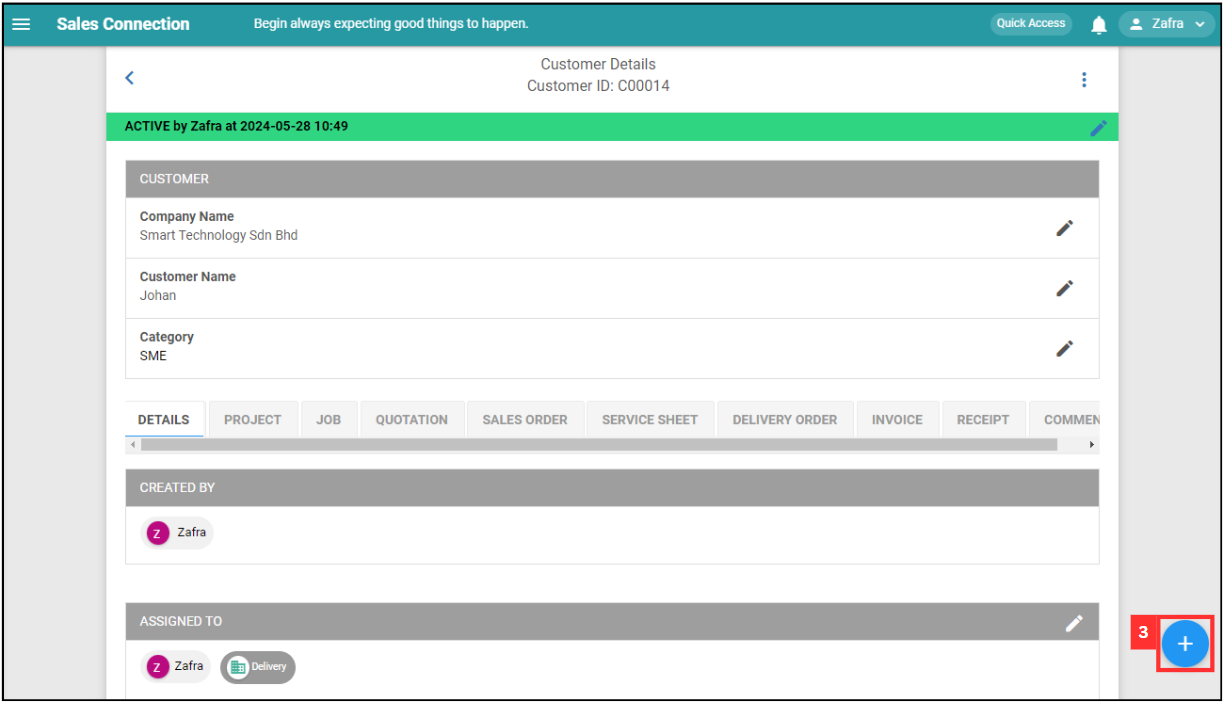 Sales Connection
Begin always expecting good things to happen.
Quick Access
Zafra
Customer Details
Customer ID: C00014
ACTIVE by Zafra at 2024-05-28 10:49
CUSTOMER
Company Name
Smart Technology Sdn Bhd
Customer Name
Johan
Category
SME
DETAILS PROJECT JOB QUOTATION SALES ORDER SERVICE SHEET DELIVERY ORDER INVOICE RECEIPT COMMEN
CREATED BY
Z Zafra
ASSIGNED TO
Z Zafra Delivery
3